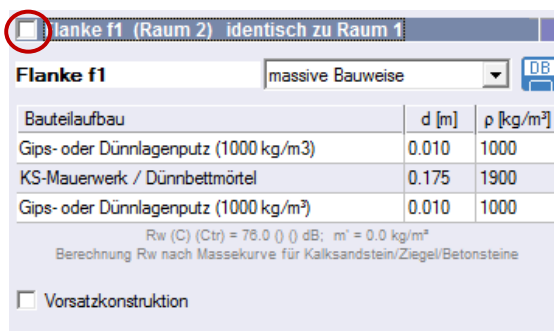 Flanke f1 (Raum 2) identisch zu Raum 1
Flanke f1 massive Bauweise DB
Bauteilaufbau d [m] ρ [kg/m³]
Gips- oder Dünnlagenputz (1000 kg/m3) 0.010 1000
KS-Mauerwerk / Dünnbettmörtel 0.175 1900
Gips- oder Dünnlagenputz (1000 kg/m³) 0.010 1000
Rw (C) (Ctr) = 76.0 () () dB; m' = 0.0 kg/m²
Berechnung Rw nach Massekurve für Kalksandstein/Ziegel/Betonsteine
Vorsatzkonstruktion